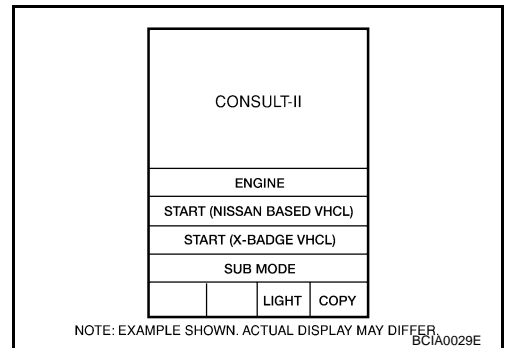 CONSULT-II
ENGINE
START (NISSAN BASED VHCL)
START (X-BADGE VHCL)
SUB MODE
LIGHT COPY
NOTE: EXAMPLE SHOWN. ACTUAL DISPLAY MAY DIFFER.
BCIA0029E